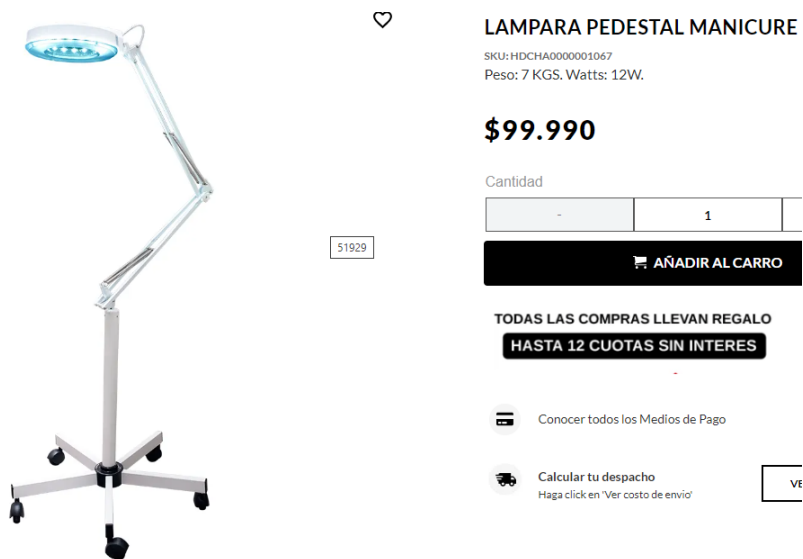 LAMPARA PEDESTAL MANICURE
SKU: HDCHA0000001067
Peso: 7 KGS. Watts: 12W.
$99.990
Cantidad
- 1
51929
AÑADIR AL CARRO
TODAS LAS COMPRAS LLEVAN REGALO
HASTA 12 CUOTAS SIN INTERES
-
Conocer todos los Medios de Pago
Calcular tu despacho
Haga click en 'Ver costo de envio'